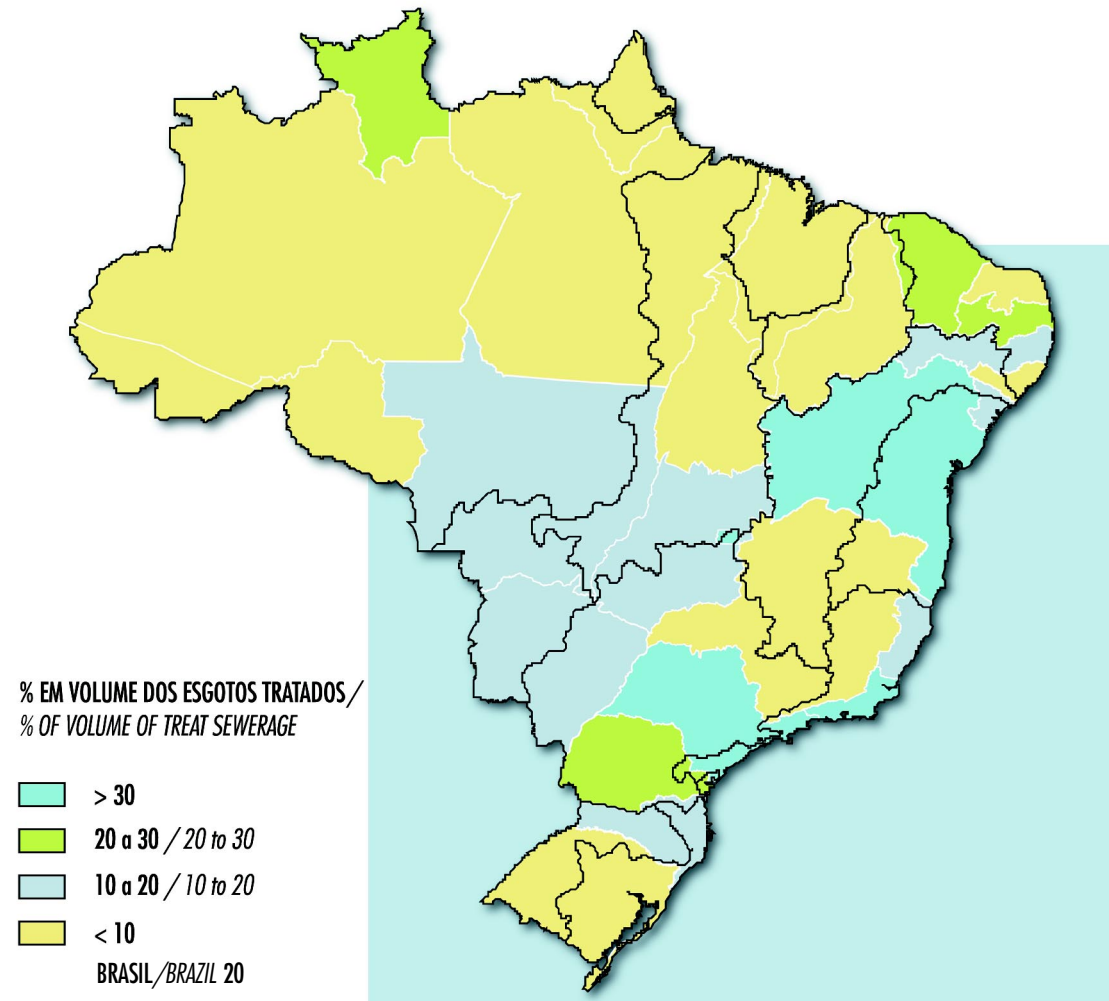 % EM VOLUME DOS ESGOTOS TRATADOS /
% OF VOLUME OF TREAT SEWERAGE
> 30
20 a 30 / 20 to 30
10 a 20 / 10 to 20
< 10
BRASIL/BRAZIL 20